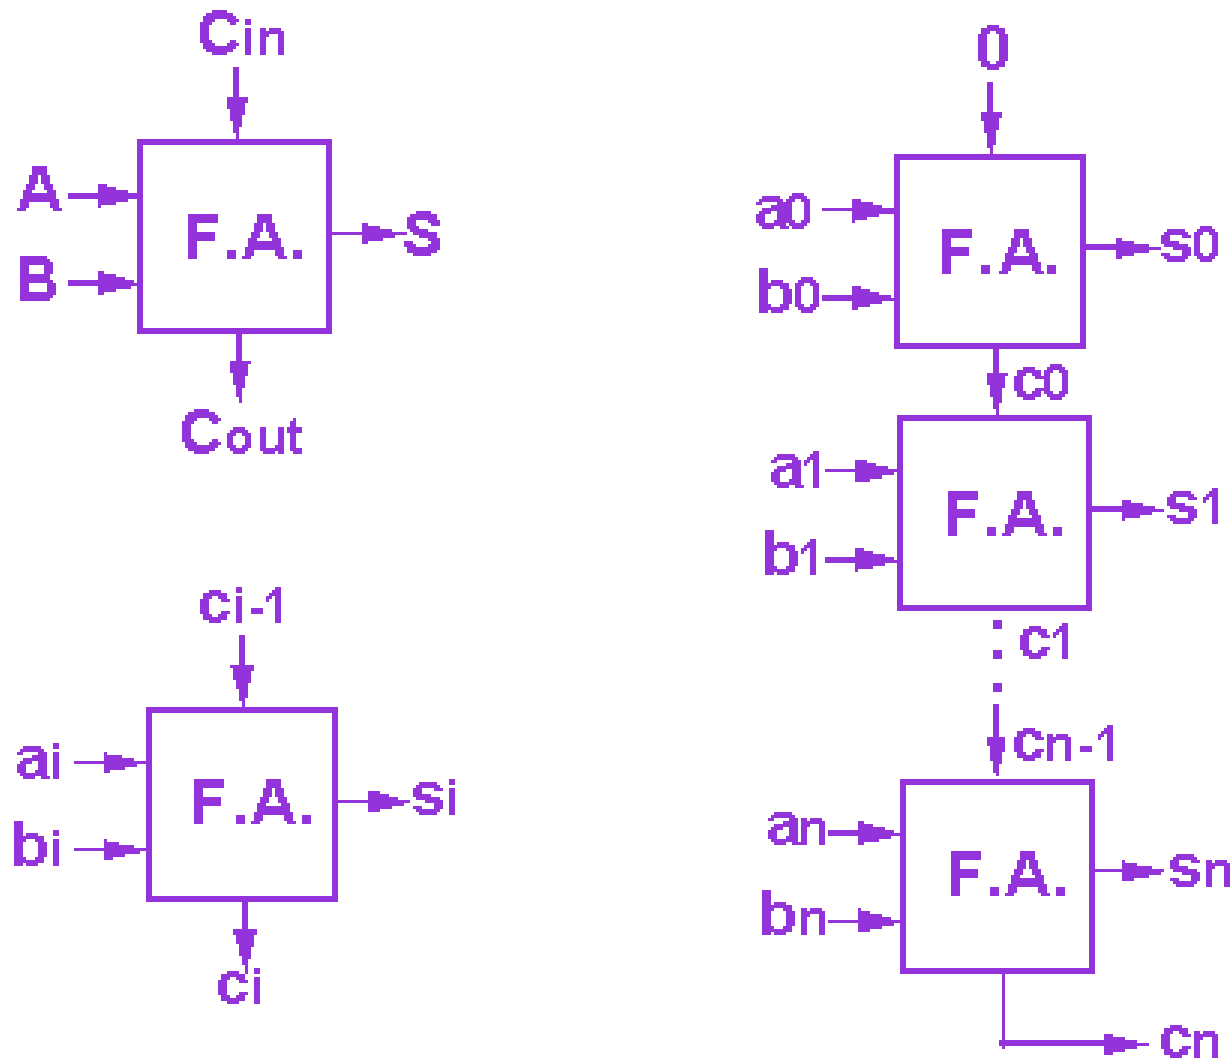 Cin
A
B
F.A.
S
Cout
ci-1
ai
bi
F.A.
si
ci
0
a0
b0
F.A.
s0
c0
a1
b1
F.A.
s1
c1
cn-1
an
bn
F.A.
sn
cn